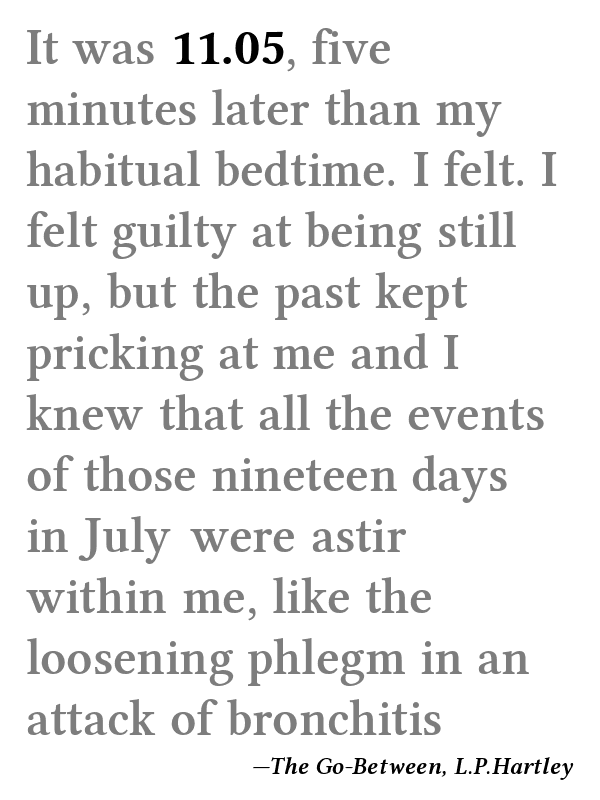 It was 11.05, five
minutes later than my
habitual bedtime. I felt. I
felt guilty at being still
up, but the past kept
pricking at me and I
knew that all the events
of those nineteen days
in July were astir
within me, like the
loosening phlegm in an
attack of bronchitis
—The Go-Between, L.P.Hartley